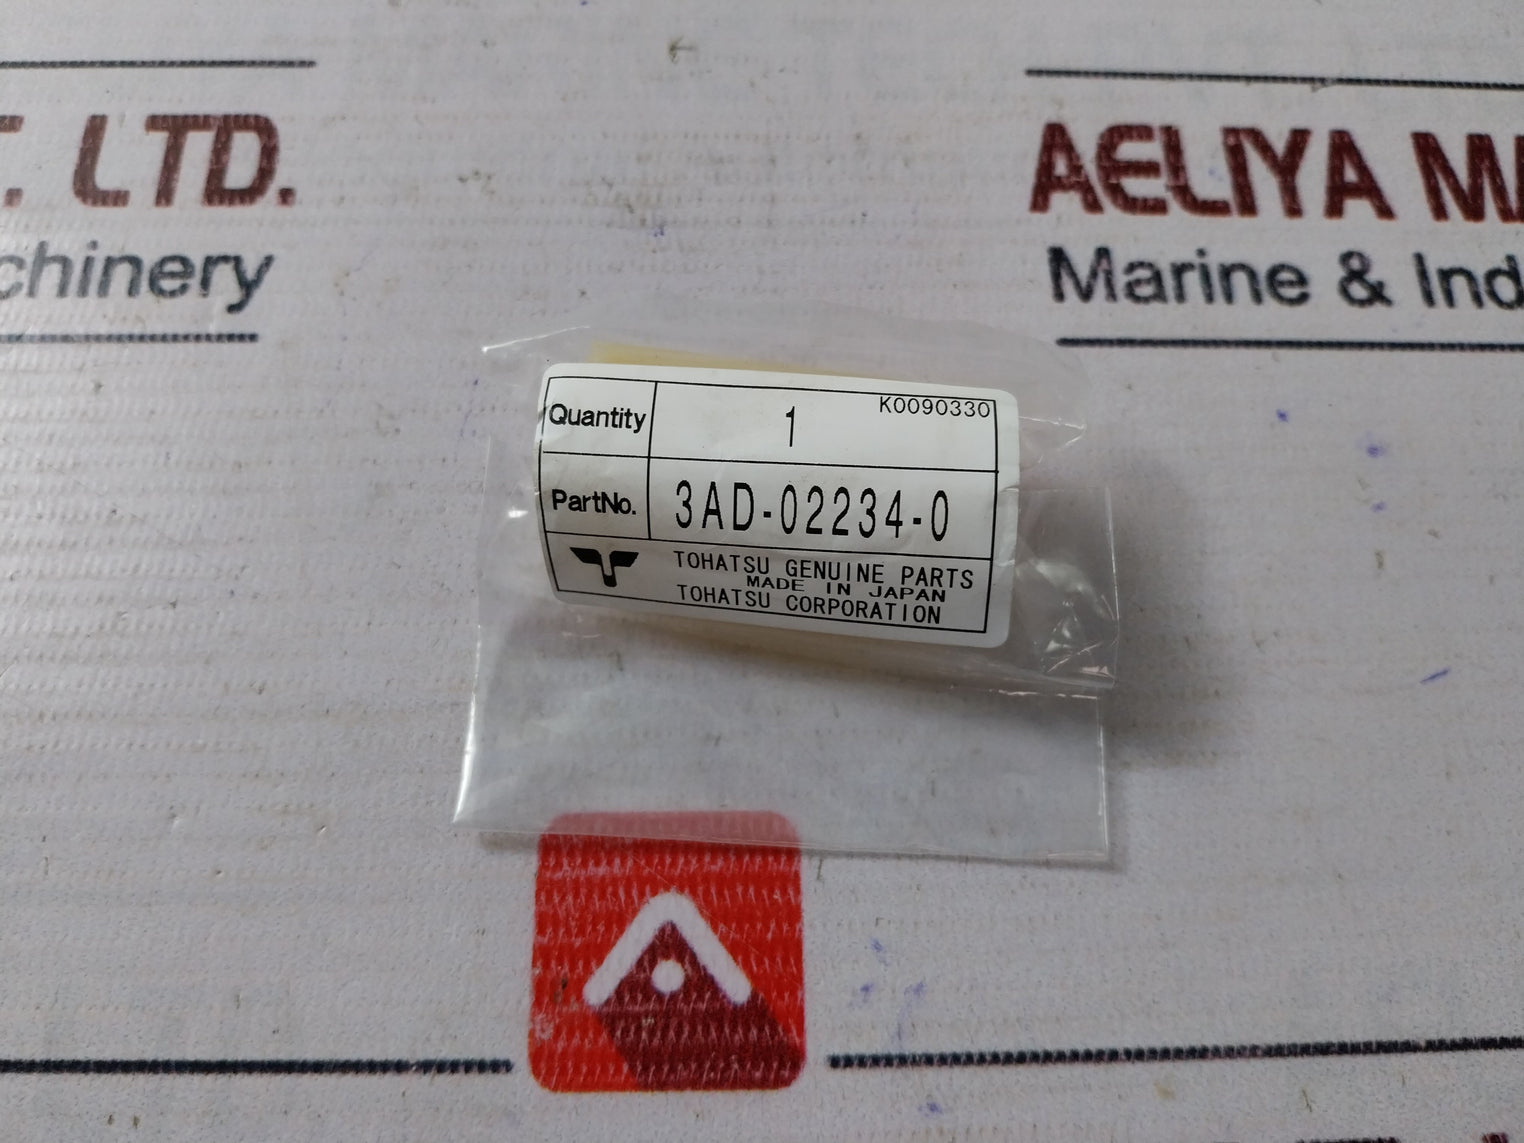 LTD.
chinery
AELIYA
Marine & Ind
Quantity 1 K0090330
PartNo. 3AD-02234-0
TOHATSU GENUINE PARTS
MADE IN JAPAN
TOHATSU CORPORATION